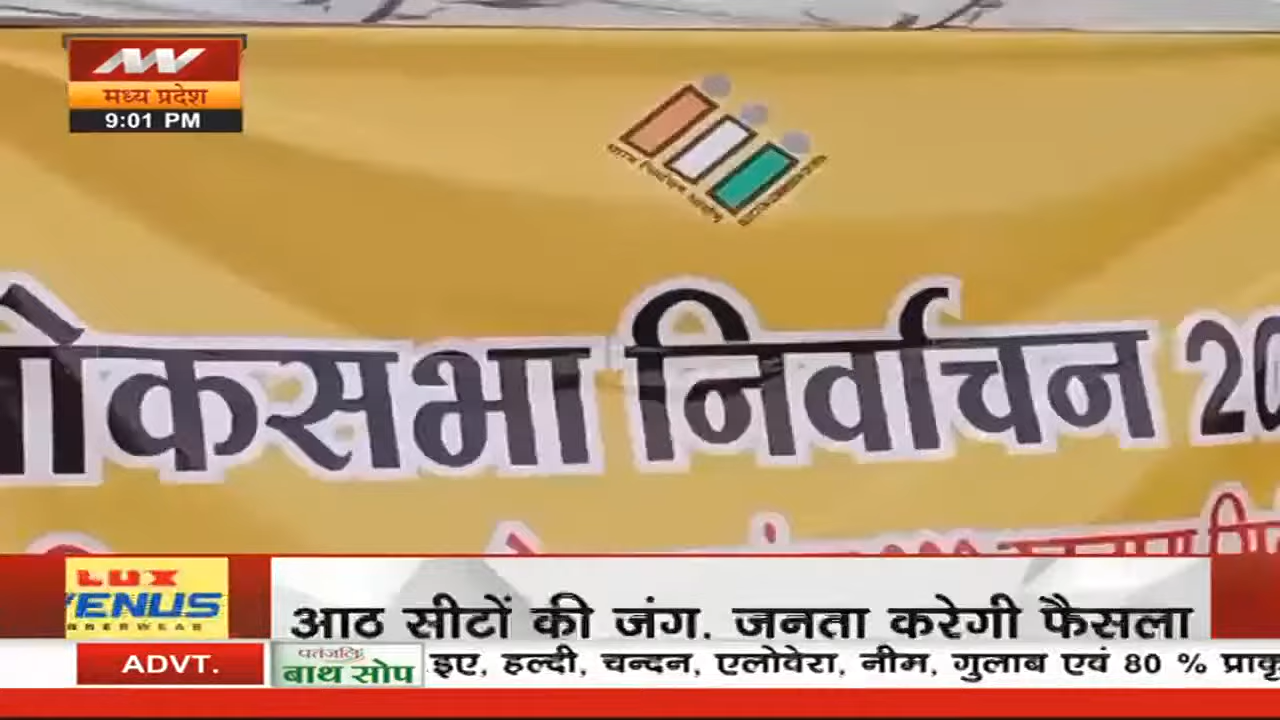 मध्य प्रदेश
9:01 PM
लोकसभा निर्वाचन 20
LUX
VENUS
आठ सीटों की जंग. जनता करेगी फैसला
ADVT.
पतंजलि
बाथ सोप
इए, हल्दी, चन्दन, एलोवेरा, नीम, गुलाब एवं 80 % प्राकृ